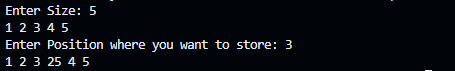 Enter Size: 5
1 2 3 4 5
Enter Position where you want to store: 3
1 2 3 25 4 5